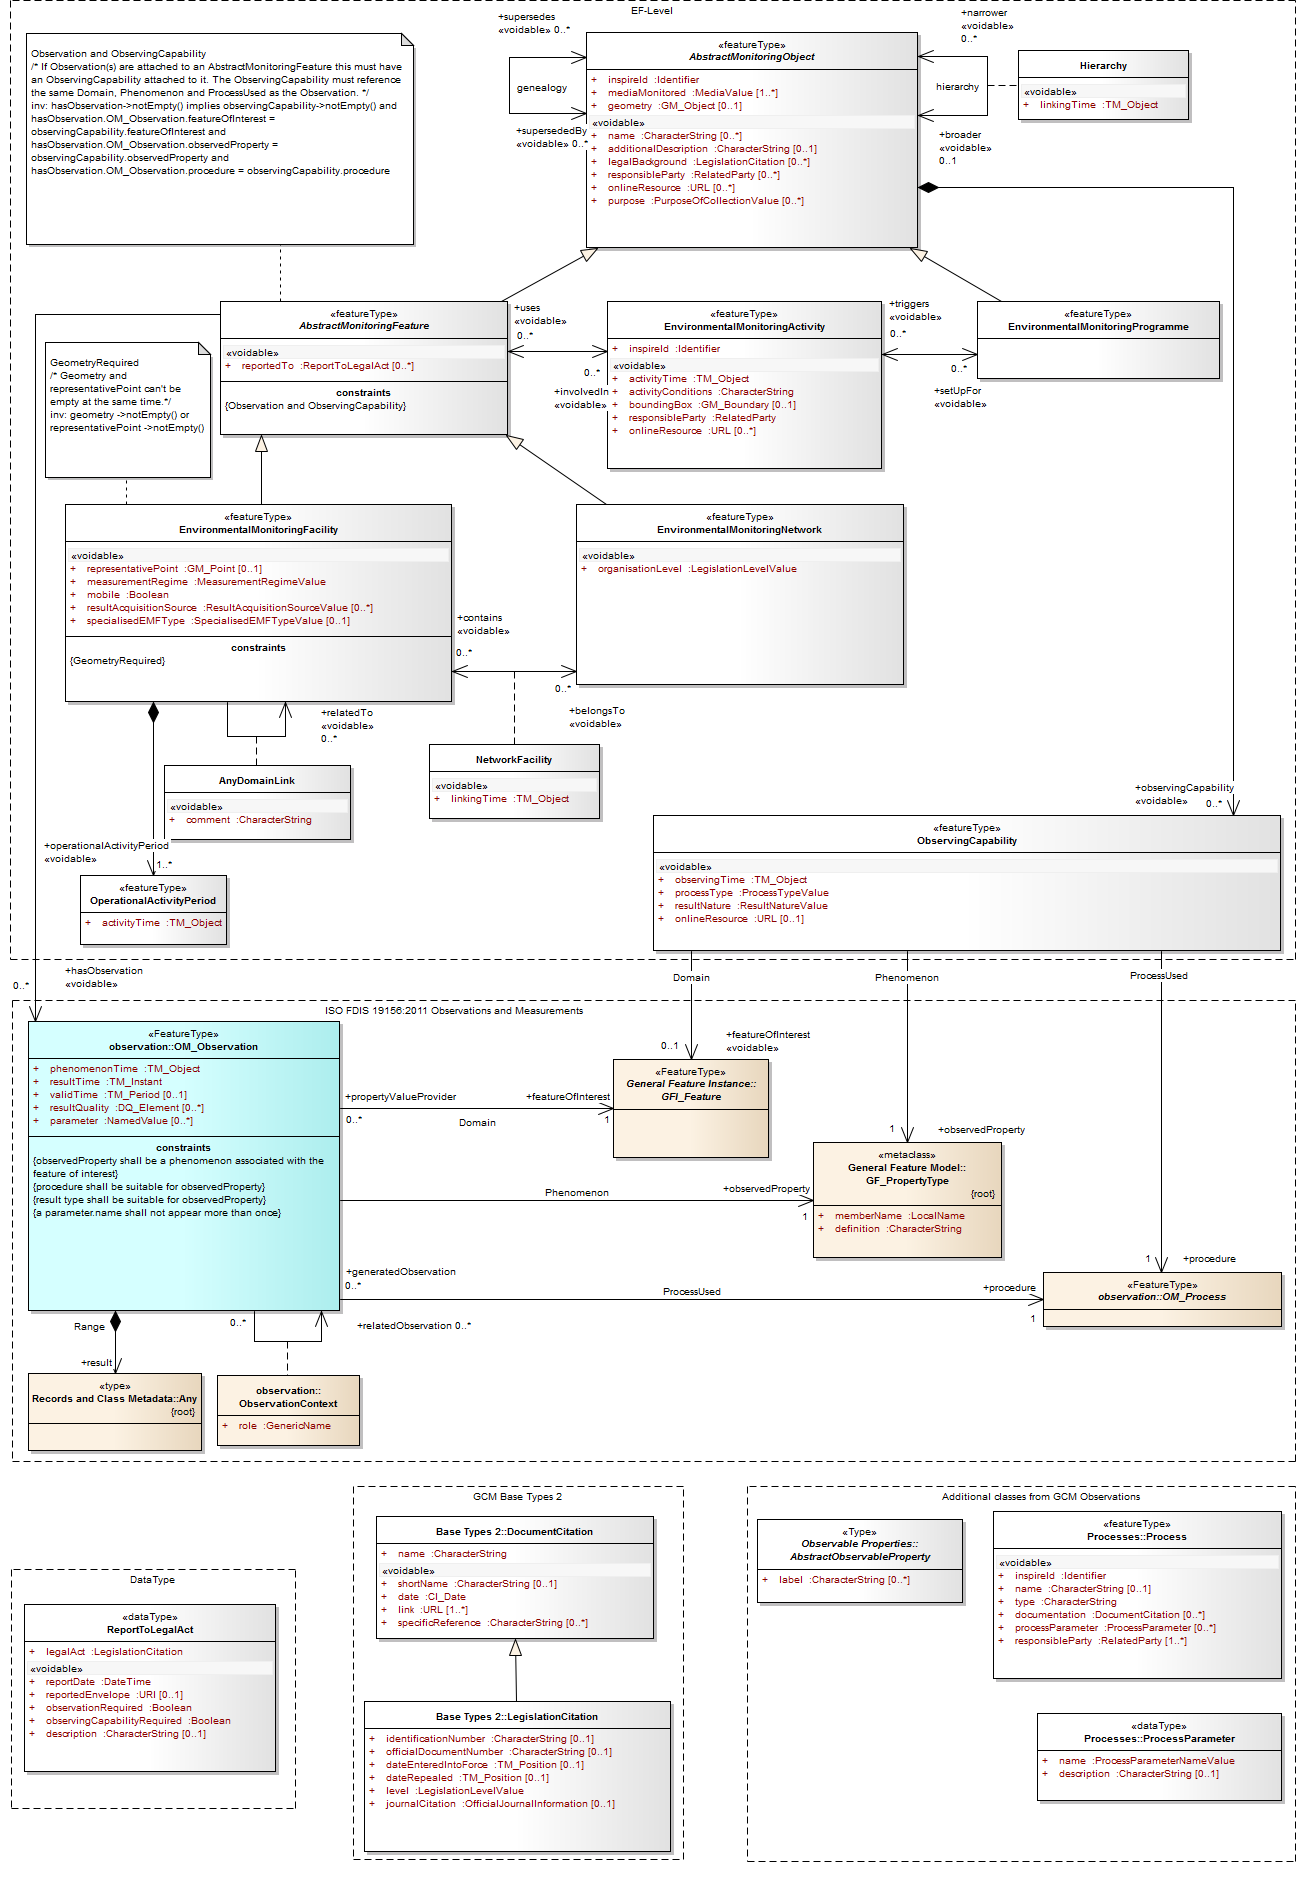 EF-Level
+supersedes
«voidable» 0..*
genealogy
+supersededBy
«voidable» 0..*
«featureType»
AbstractMonitoringObject
+ inspireId :Identifier
+ mediaMonitored :MediaValue [1..*]
+ geometry :GM_Object [0..1]
«voidable»
+ name :CharacterString [0..*]
+ additionalDescription :CharacterString [0..1]
+ legalBackground :LegislationCitation [0..*]
+ responsibleParty :RelatedParty [0..*]
+ onlineResource :URL [0..*]
+ purpose :PurposeOfCollectionValue [0..*]
+narrower
«voidable»
0..*
hierarchy
+broader
«voidable»
0..1
Hierarchy
«voidable»
+ linkingTime :TM_Object
Observation and ObservingCapability
/* If Observation(s) are attached to an AbstractMonitoringFeature this must have
an ObservingCapability attached to it. The ObservingCapability must reference
the same Domain, Phenomenon and ProcessUsed as the Observation. */
inv: hasObservation->notEmpty() implies observingCapability->notEmpty() and
hasObservation.OM_Observation.featureOfInterest =
observingCapability.featureOfInterest and
hasObservation.OM_Observation.observedProperty =
observingCapability.observedProperty and
hasObservation.OM_Observation.procedure = observingCapability.procedure
«featureType»
AbstractMonitoringFeature
«voidable»
+ reportedTo :ReportToLegalAct [0..*]
constraints
{Observation and ObservingCapability}
+uses
«voidable»
0..*
0..*
+involvedIn
«voidable»
«featureType»
EnvironmentalMonitoringActivity
+ inspireId :Identifier
«voidable»
+ activityTime :TM_Object
+ activityConditions :CharacterString
+ boundingBox :GM_Boundary [0..1]
+ responsibleParty :RelatedParty
+ onlineResource :URL [0..*]
+triggers
«voidable»
0..*
0..*
+setUpFor
«voidable»
«featureType»
EnvironmentalMonitoringProgramme
GeometryRequired
/* Geometry and
representativePoint can't be
empty at the same time.*/
inv: geometry ->notEmpty() or
representativePoint ->notEmpty()
«featureType»
EnvironmentalMonitoringFacility
«voidable»
+ representativePoint :GM_Point [0..1]
+ measurementRegime :MeasurementRegimeValue
+ mobile :Boolean
+ resultAcquisitionSource :ResultAcquisitionSourceValue [0..*]
+ specialisedEMFType :SpecialisedEMFTypeValue [0..1]
constraints
{GeometryRequired}
+contains
«voidable»
0..*
0..*
+belongsTo
«voidable»
«featureType»
EnvironmentalMonitoringNetwork
«voidable»
+ organisationLevel :LegislationLevelValue
+relatedTo
«voidable»
0..*
AnyDomainLink
«voidable»
+ comment :CharacterString
NetworkFacility
«voidable»
+ linkingTime :TM_Object
+operationalActivityPeriod
«voidable»
1..*
«featureType»
OperationalActivityPeriod
+ activityTime :TM_Object
+observingCapability
«voidable» 0..*
«featureType»
ObservingCapability
«voidable»
+ observingTime :TM_Object
+ processType :ProcessTypeValue
+ resultNature :ResultNatureValue
+ onlineResource :URL [0..1]
+hasObservation
0..* «voidable»
Domain
Phenomenon
ProcessUsed
ISO FDIS 19156:2011 Observations and Measurements
«FeatureType»
observation::OM_Observation
+ phenomenonTime :TM_Object
+ resultTime :TM_Instant
+ validTime :TM_Period [0..1]
+ resultQuality :DQ_Element [0..*]
+ parameter :NamedValue [0..*]
constraints
{observedProperty shall be a phenomenon associated with the
feature of interest}
{procedure shall be suitable for observedProperty}
{result type shall be suitable for observedProperty}
{a parameter.name shall not appear more than once}
+featureOfInterest
0..1 «voidable»
+propertyValueProvider
0..*
Domain
+featureOfInterest
1
«FeatureType»
General Feature Instance::
GFI_Feature
1 +observedProperty
Phenomenon
+observedProperty
1
«metaclass»
General Feature Model::
GF_PropertyType
{root}
+ memberName :LocalName
+ definition :CharacterString
1 +procedure
+generatedObservation
0..*
ProcessUsed
+procedure
1
«FeatureType»
observation::OM_Process
Range
+result
0..*
+relatedObservation 0..*
«type»
Records and Class Metadata::Any
{root}
observation::
ObservationContext
+ role :GenericName
GCM Base Types 2
Base Types 2::DocumentCitation
+ name :CharacterString
«voidable»
+ shortName :CharacterString [0..1]
+ date :CI_Date
+ link :URL [1..*]
+ specificReference :CharacterString [0..*]
Base Types 2::LegislationCitation
+ identificationNumber :CharacterString [0..1]
+ officialDocumentNumber :CharacterString [0..1]
+ dateEnteredIntoForce :TM_Position [0..1]
+ dateRepealed :TM_Position [0..1]
+ level :LegislationLevelValue
+ journalCitation :OfficialJournalInformation [0..1]
DataType
«dataType»
ReportToLegalAct
+ legalAct :LegislationCitation
«voidable»
+ reportDate :DateTime
+ reportedEnvelope :URI [0..1]
+ observationRequired :Boolean
+ observingCapabilityRequired :Boolean
+ description :CharacterString [0..1]
Additional classes from GCM Observations
«Type»
Observable Properties::
AbstractObservableProperty
+ label :CharacterString [0..*]
«featureType»
Processes::Process
«voidable»
+ inspireId :Identifier
+ name :CharacterString [0..1]
+ type :CharacterString
+ documentation :DocumentCitation [0..*]
+ processParameter :ProcessParameter [0..*]
+ responsibleParty :RelatedParty [1..*]
«dataType»
Processes::ProcessParameter
+ name :ProcessParameterNameValue
+ description :CharacterString [0..1]